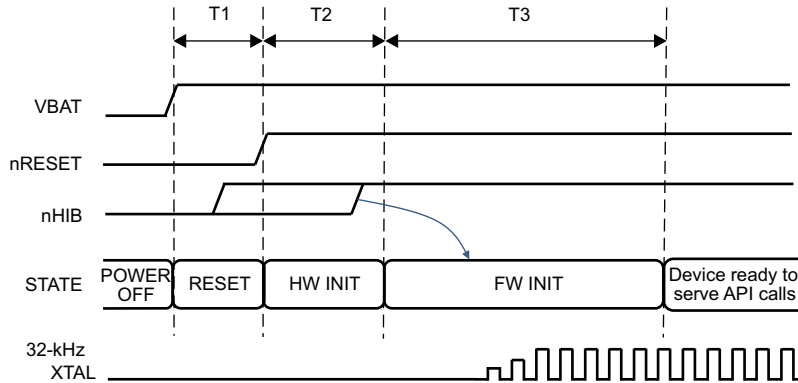 T1 T2 T3
VBAT
nRESET
nHIB
STATE
POWER
OFF
RESET
HW INIT
FW INIT
Device ready to
serve API calls
32-kHz
XTAL